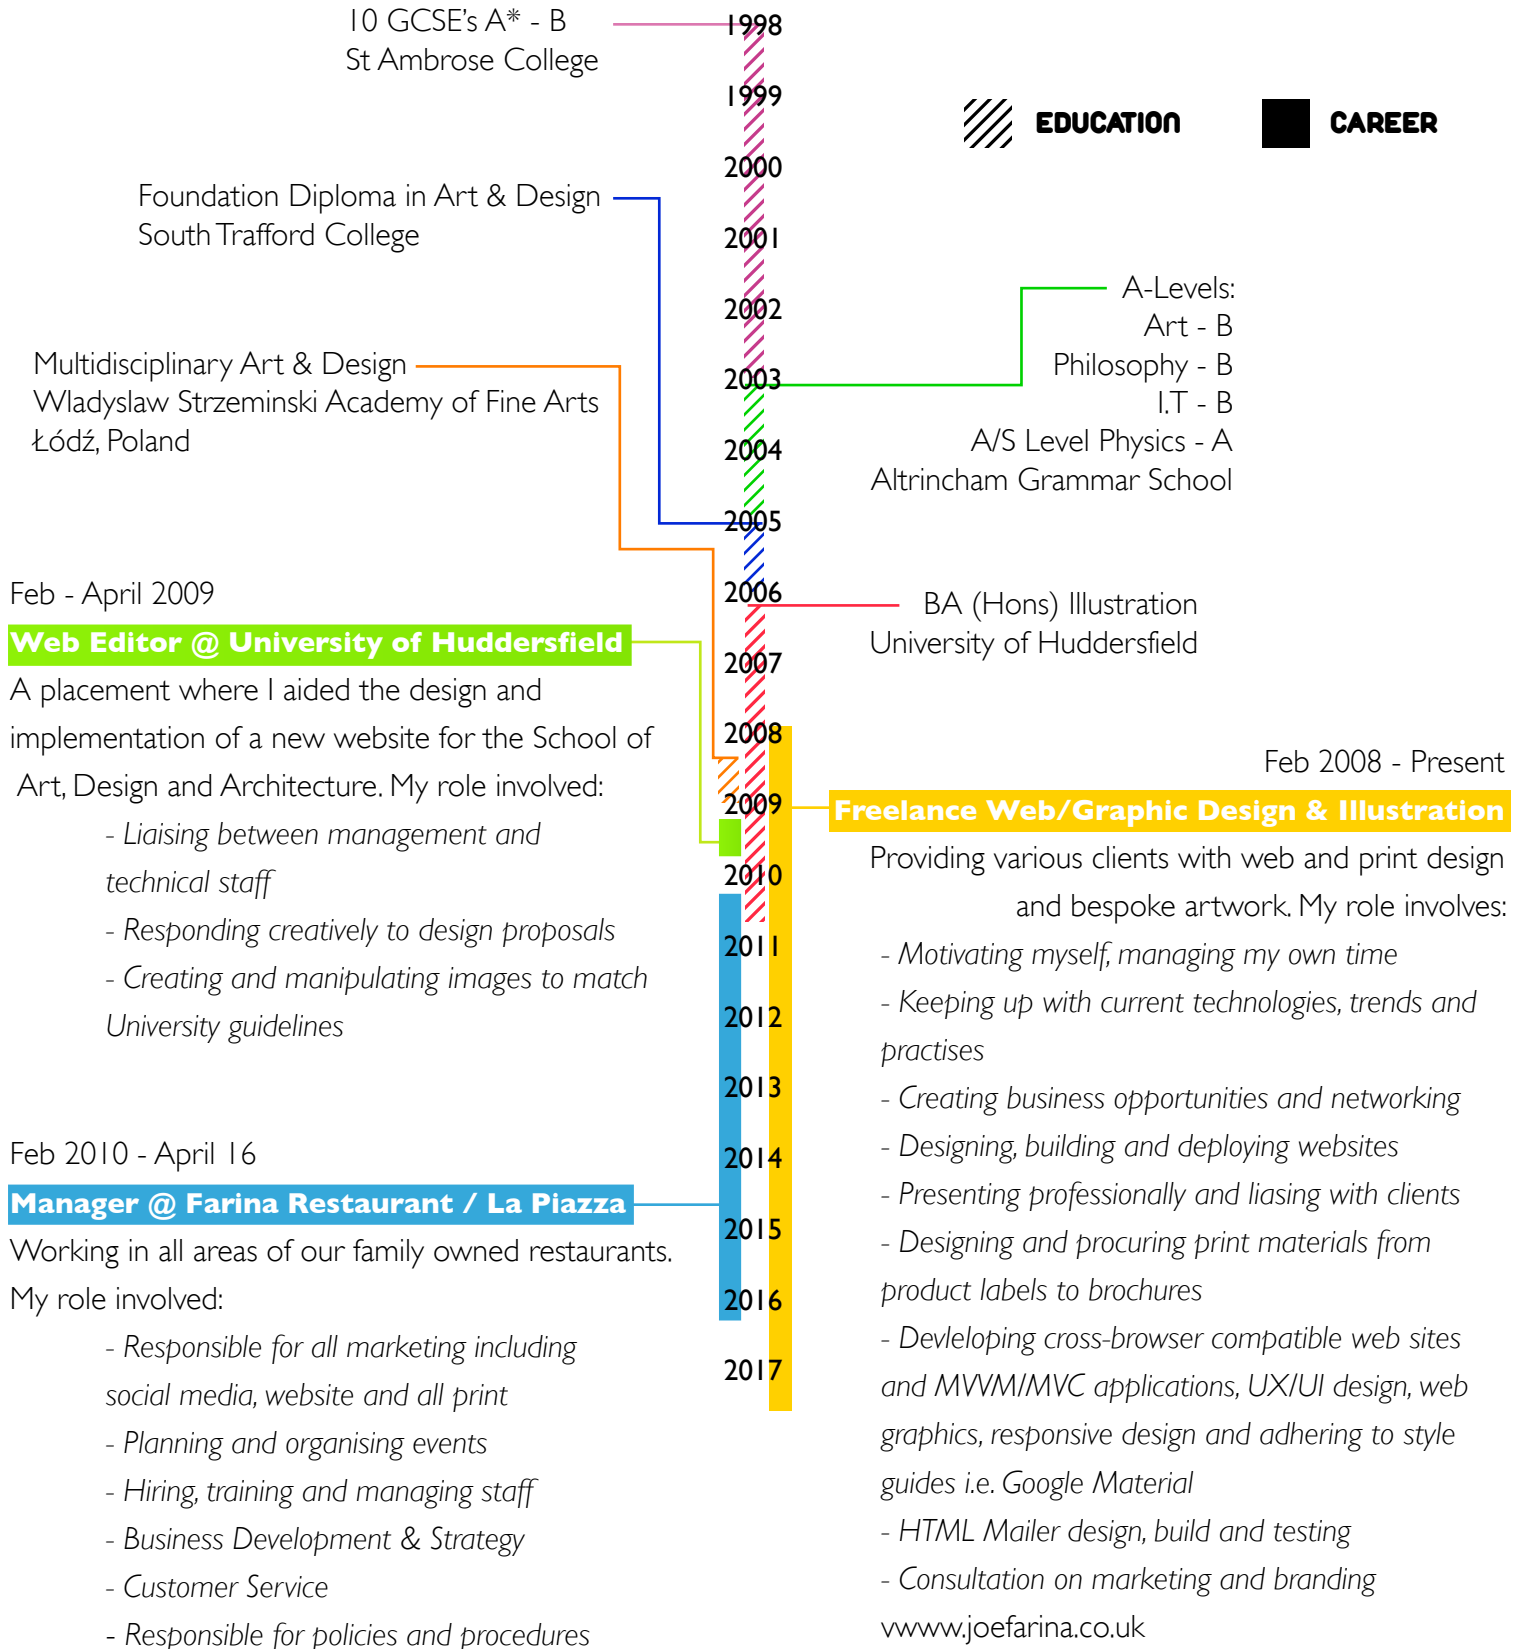 10 GCSE's A* - B
St Ambrose College
EDUCATION
CAREER
Foundation Diploma in Art & Design
South Trafford College
A-Levels:
Art - B
Philosophy - B
I.T - B
A/S Level Physics - A
Altrincham Grammar School
Multidisciplinary Art & Design
Wladyslaw Strzeminski Academy of Fine Arts
Łódź, Poland
BA (Hons) Illustration
University of Huddersfield
1998
1999
2000
2001
2002
2003
2004
2005
2006
2007
2008
2009
2010
2011
2012
2013
2014
2015
2016
2017
Feb - April 2009
Web Editor @ University of Huddersfield
A placement where I aided the design and
implementation of a new website for the School of
Art, Design and Architecture. My role involved:
- Liaising between management and
technical staff
- Responding creatively to design proposals
- Creating and manipulating images to match
University guidelines
Feb 2010 - April 16
Manager @ Farina Restaurant / La Piazza
Working in all areas of our family owned restaurants.
My role involved:
- Responsible for all marketing including
social media, website and all print
- Planning and organising events
- Hiring, training and managing staff
- Business Development & Strategy
- Customer Service
- Responsible for policies and procedures
Feb 2008 - Present
Freelance Web/Graphic Design & Illustration
Providing various clients with web and print design
and bespoke artwork. My role involves:
- Motivating myself, managing my own time
- Keeping up with current technologies, trends and
practises
- Creating business opportunities and networking
- Designing, building and deploying websites
- Presenting professionally and liasing with clients
- Designing and procuring print materials from
product labels to brochures
- Devleloping cross-browser compatible web sites
and MVVM/MVC applications, UX/UI design, web
graphics, responsive design and adhering to style
guides i.e. Google Material
- HTML Mailer design, build and testing
- Consultation on marketing and branding
vwww.joefarina.co.uk